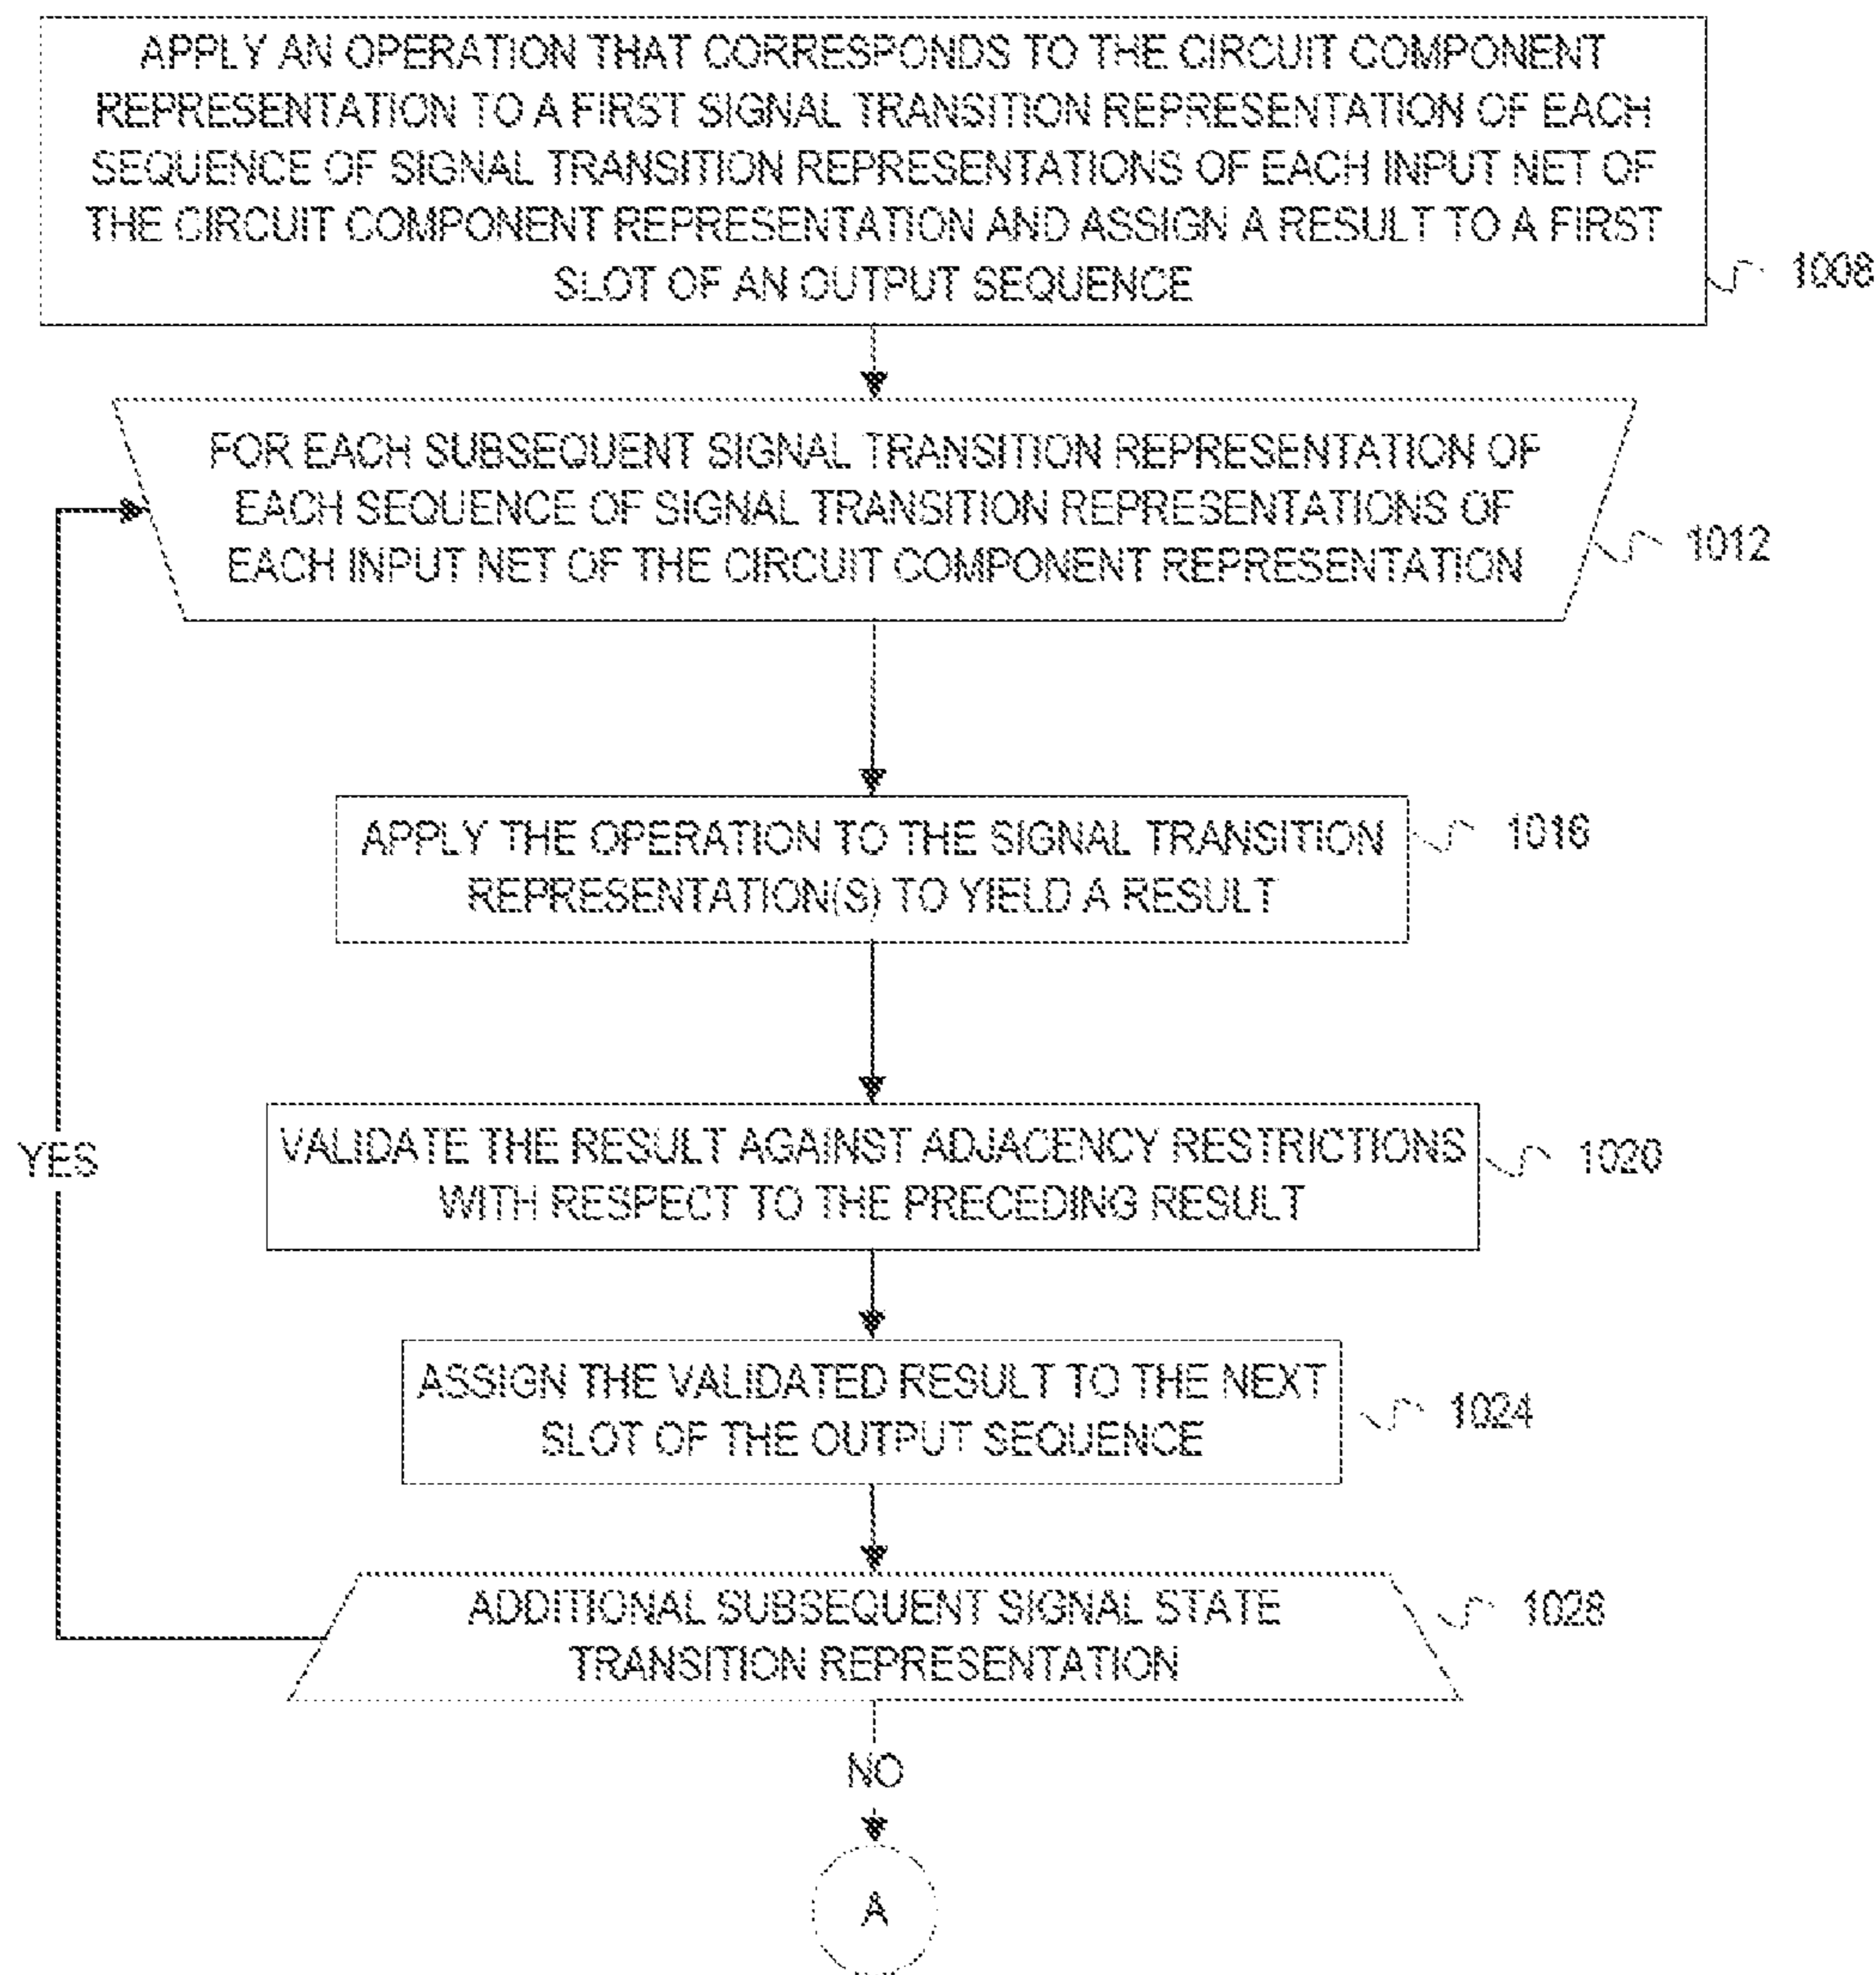 APPLY AN OPERATION THAT CORRESPONDS TO THE CIRCUIT COMPONENT
REPRESENTATION TO A FIRST SIGNAL TRANSITION REPRESENTATION OF EACH
SEQUENCE OF SIGNAL TRANSITION REPRESENTATIONS OF EACH INPUT NET OF
THE CIRCUIT COMPONENT REPRESENTATION AND ASSIGN A RESULT TO A FIRST
SLOT OF AN OUTPUT SEQUENCE
1008
FOR EACH SUBSEQUENT SIGNAL TRANSITION REPRESENTATION OF
EACH SEQUENCE OF SIGNAL TRANSITION REPRESENTATIONS OF
EACH INPUT NET OF THE CIRCUIT COMPONENT REPRESENTATION
1012
APPLY THE OPERATION TO THE SIGNAL TRANSITION
REPRESENTATION(S) TO YIELD A RESULT
1016
VALIDATE THE RESULT AGAINST ADJACENCY RESTRICTIONS
WITH RESPECT TO THE PRECEDING RESULT
1020
YES
ASSIGN THE VALIDATED RESULT TO THE NEXT
SLOT OF THE OUTPUT SEQUENCE
1024
ADDITIONAL SUBSEQUENT SIGNAL STATE
TRANSITION REPRESENTATION
1028
NO
A